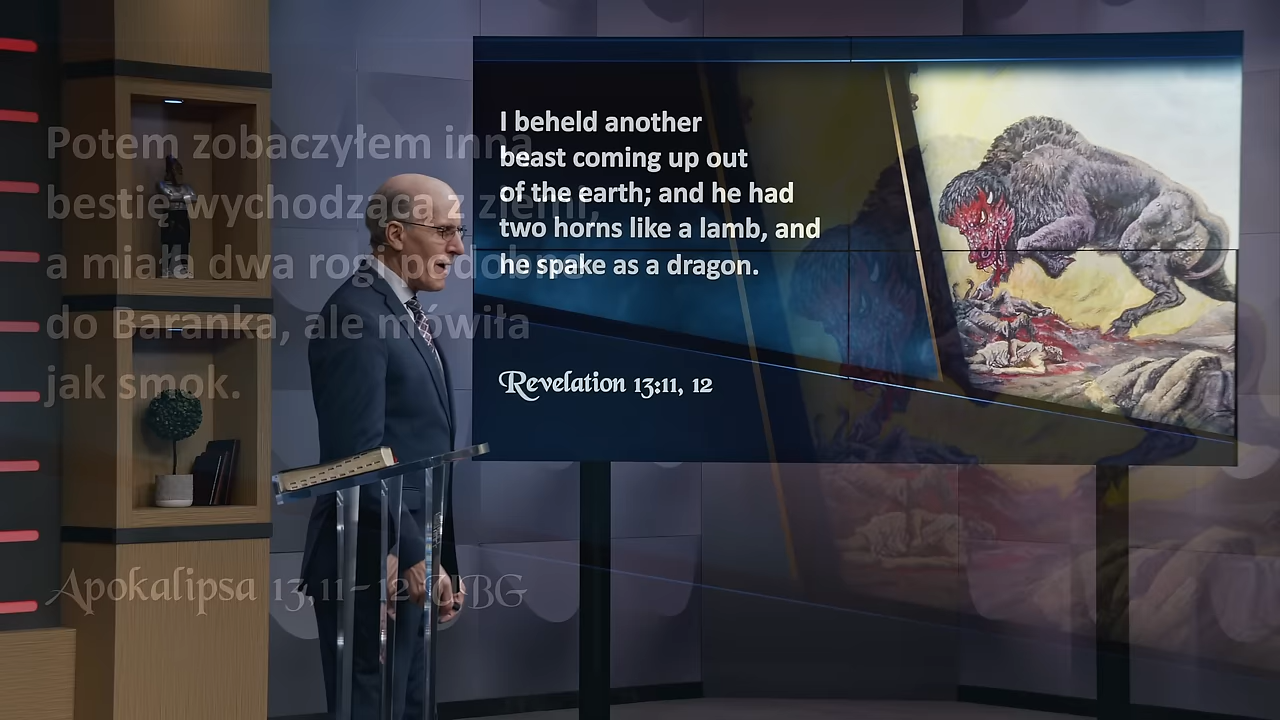 Potem zobaczyłem inną
bestię wychodzącą z ziemi,
a miała dwa rogi podobne
do Baranka, ale mówiła
jak smok.
Apokalipsa 13,11-12 UBG
I beheld another
beast coming up out
of the earth; and he had
two horns like a lamb, and
he spake as a dragon.
Revelation 13:11, 12